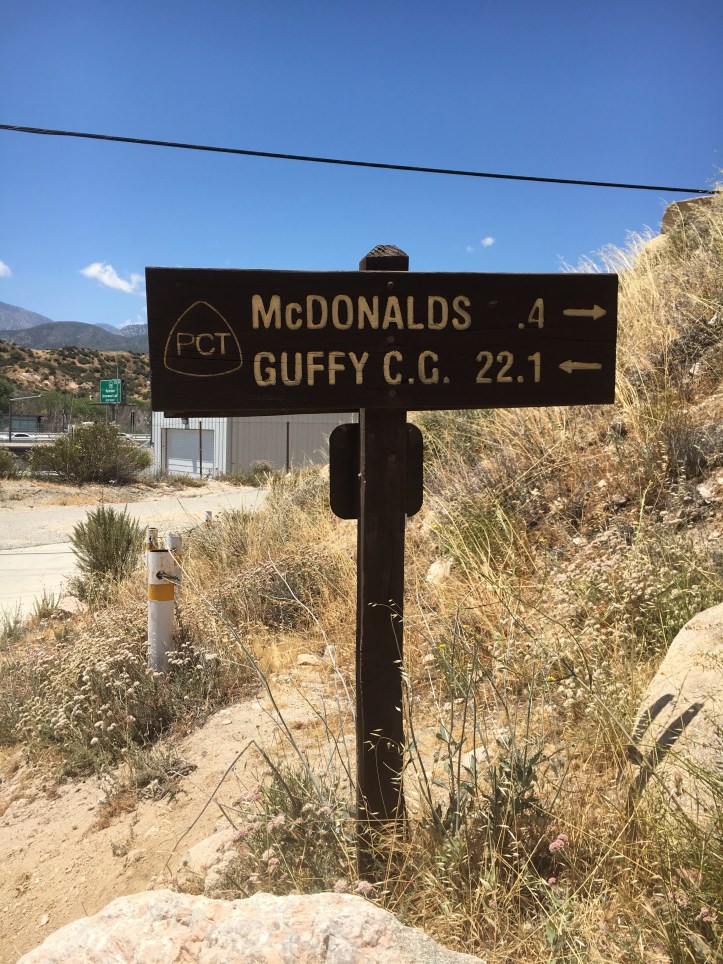 PCT
McDONALDS .4 →
GUFFY C.G. 22.1 ←